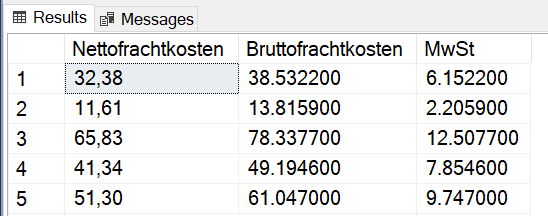 Results Messages
Nettofrachtkosten Bruttofrachtkosten MwSt
1 32,38 38.532200 6.152200
2 11,61 13.815900 2.205900
3 65,83 78.337700 12.507700
4 41,34 49.194600 7.854600
5 51,30 61.047000 9.747000